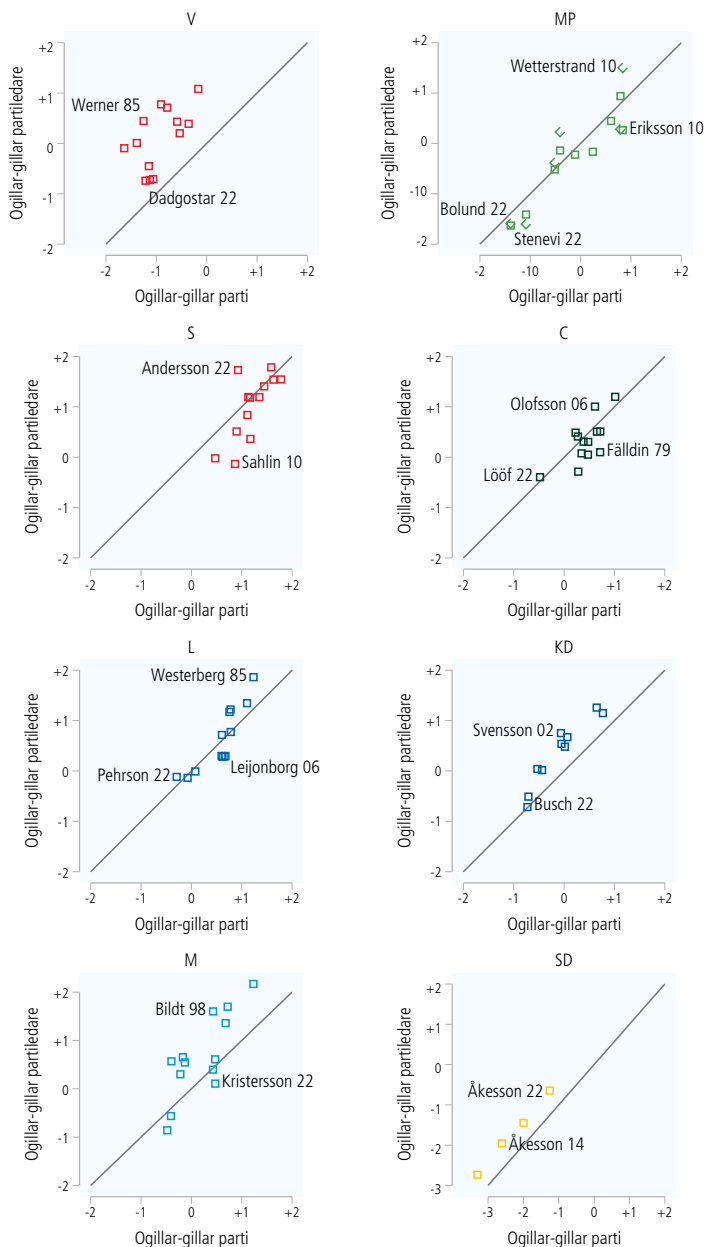 V
+2
+1
0
-1
-2
Ogillar-gillar partiledare
Werner 85
Dadgostar 22
-2
-1
0
+1
+2
Ogillar-gillar parti
MP
+2
+1
0
-10
-2
Ogillar-gillar partiledare
Wetterstrand 10
Eriksson 10
Bolund 22
Stenevi 22
-2
-10
0
+1
+2
Ogillar-gillar parti
S
+2
+1
0
-1
-2
Ogillar-gillar partiledare
Andersson 22
Sahlin 10
-2
-1
0
+1
+2
Ogillar-gillar parti
C
+2
+1
0
-1
-2
Ogillar-gillar partiledare
Olofsson 06
Fälldin 79
Lööf 22
-2
-1
0
+1
+2
Ogillar-gillar parti
L
+2
+1
0
-1
-2
Ogillar-gillar partiledare
Westerberg 85
Pehrson 22
Leijonborg 06
-2
-1
0
+1
+2
Ogillar-gillar parti
KD
+2
+1
0
-1
-2
Ogillar-gillar partiledare
Svensson 02
Busch 22
-2
-1
0
+1
+2
Ogillar-gillar parti
M
+2
+1
0
-1
-2
Ogillar-gillar partiledare
Bildt 98
Kristersson 22
-2
-1
0
+1
+2
Ogillar-gillar parti
SD
+2
+1
0
-1
-2
-3
Ogillar-gillar partiledare
Åkesson 22
Åkesson 14
-3
-2
-1
0
+1
+2
Ogillar-gillar parti